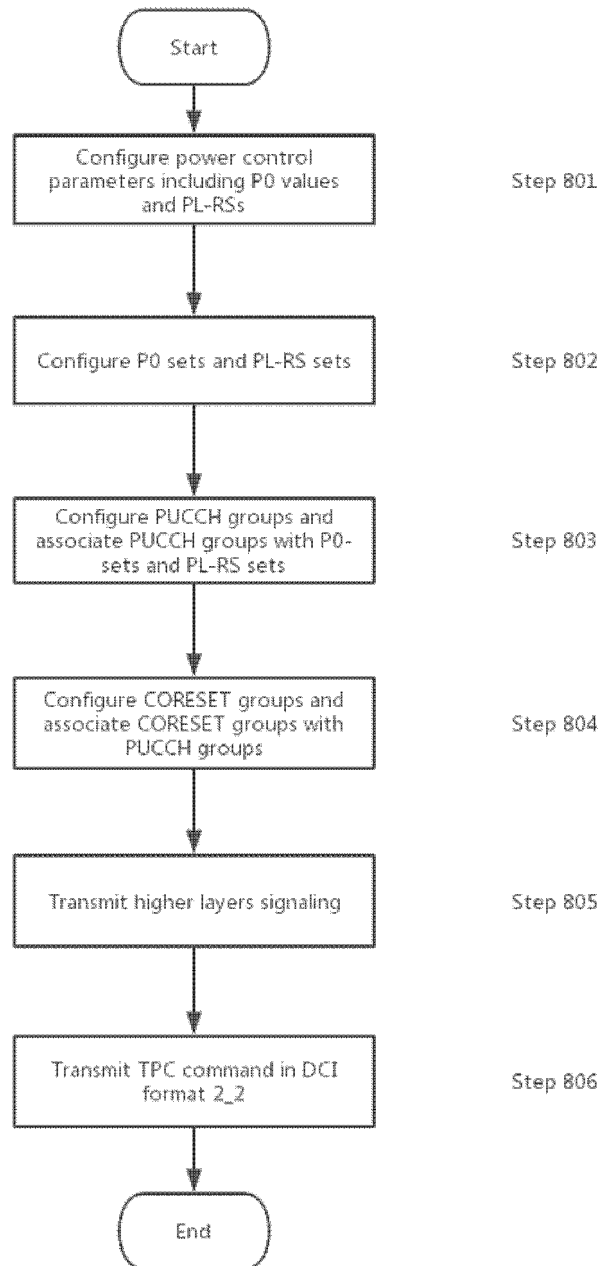 Start
Configure power control
parameters including P0 values
and PL-RSs
Step 801
Configure P0 sets and PL-RS sets
Step 802
Configure PUCCH groups and
associate PUCCH groups with P0-
sets and PL-RS sets
Step 803
Configure CORESET groups and
associate CORESET groups with
PUCCH groups
Step 804
Transmit higher layers signaling
Step 805
Transmit TPC command in DCI
format 2_2
Step 806
End